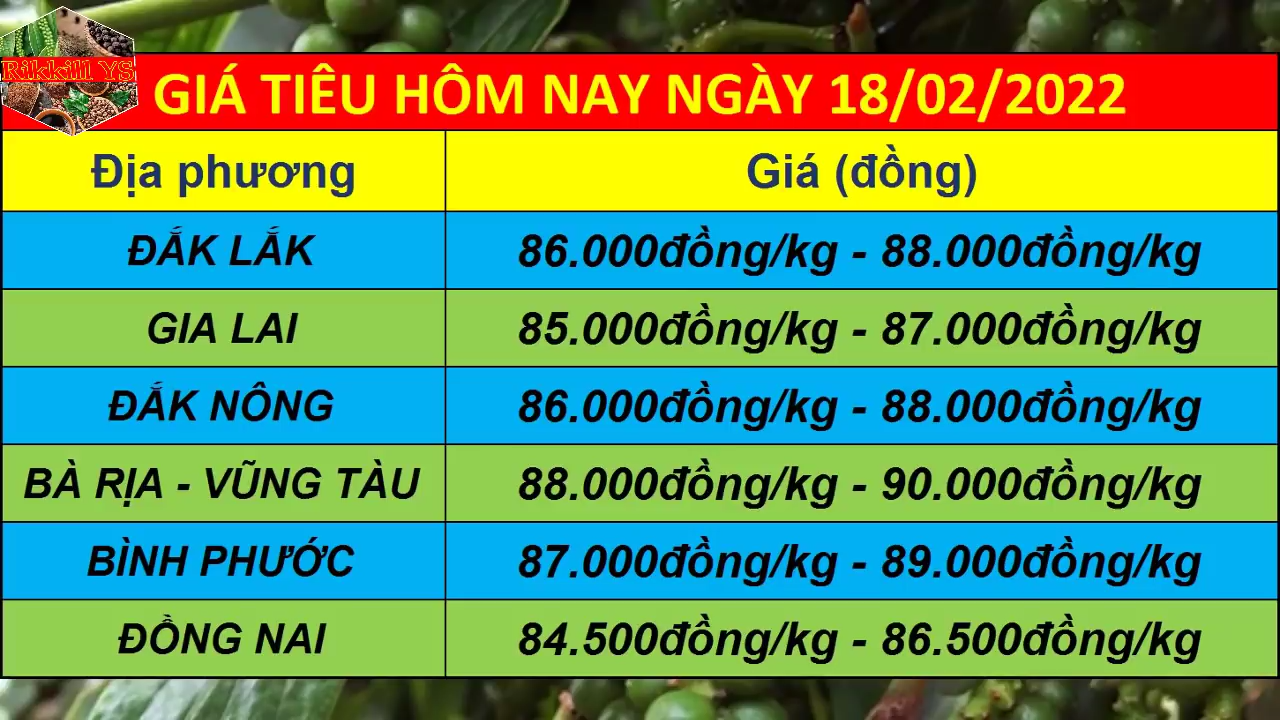 Rikkill YS
GIÁ TIÊU HÔM NAY NGÀY 18/02/2022
Địa phương Giá (đồng)
ĐẮK LẮK 86.000đồng/kg - 88.000đồng/kg
GIA LAI 85.000đồng/kg - 87.000đồng/kg
ĐẮK NÔNG 86.000đồng/kg - 88.000đồng/kg
BÀ RỊA - VŨNG TÀU 88.000đồng/kg - 90.000đồng/kg
BÌNH PHƯỚC 87.000đồng/kg - 89.000đồng/kg
ĐỒNG NAI 84.500đồng/kg - 86.500đồng/kg